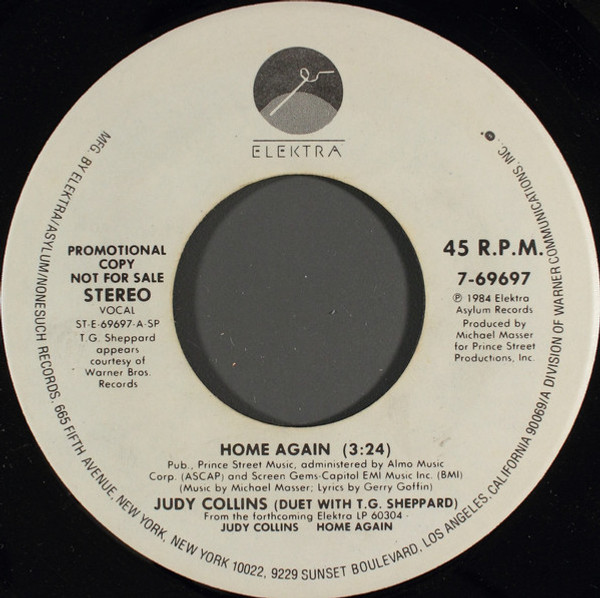 ELEKTRA
PROMOTIONAL
COPY
NOT FOR SALE
STEREO
VOCAL
ST-E-69697-A-SP
T.G. Sheppard
appears
courtesy of
Warner Bros.
Records
45 R.P.M.
7-69697
℗ 1984 Elektra
Asylum Records
Produced by
Michael Masser
for Prince Street
Productions, Inc.
HOME AGAIN (3:24)
Pub., Prince Street Music, administered by Almo Music
Corp. (ASCAP) and Screen Gems-Capitol EMI Music Inc. (BMI)
(Music by Michael Masser; Lyrics by Gerry Goffin)
JUDY COLLINS (DUET WITH T.G. SHEPPARD)
From the forthcoming Elektra LP 60304
JUDY COLLINS HOME AGAIN
MFG. BY ELEKTRA/ASYLUM/NONESUCH RECORDS, 665 FIFTH AVENUE, NEW YORK, NEW YORK 10022, 9229 SUNSET BOULEVARD, LOS ANGELES, CALIFORNIA 90069/A DIVISION OF WARNER COMMUNICATIONS, INC.